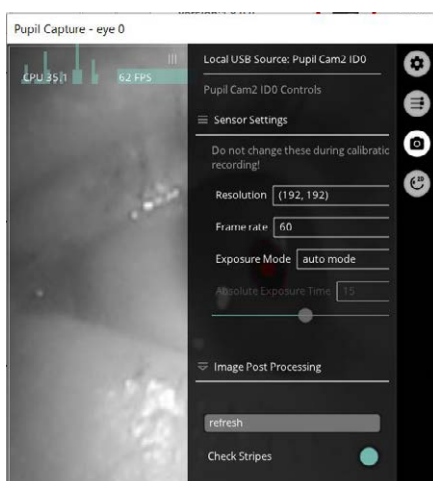 Pupil Capture - eye 0
CPU 35.1
62 FPS
Local USB Source: Pupil Cam2 ID0
Pupil Cam2 ID0 Controls
Sensor Settings
Do not change these during calibratic
recording!
Resolution (192, 192)
Frame rate 60
Exposure Mode auto mode
Absolute Exposure Time 15
Image Post Processing
refresh
Check Stripes
2D